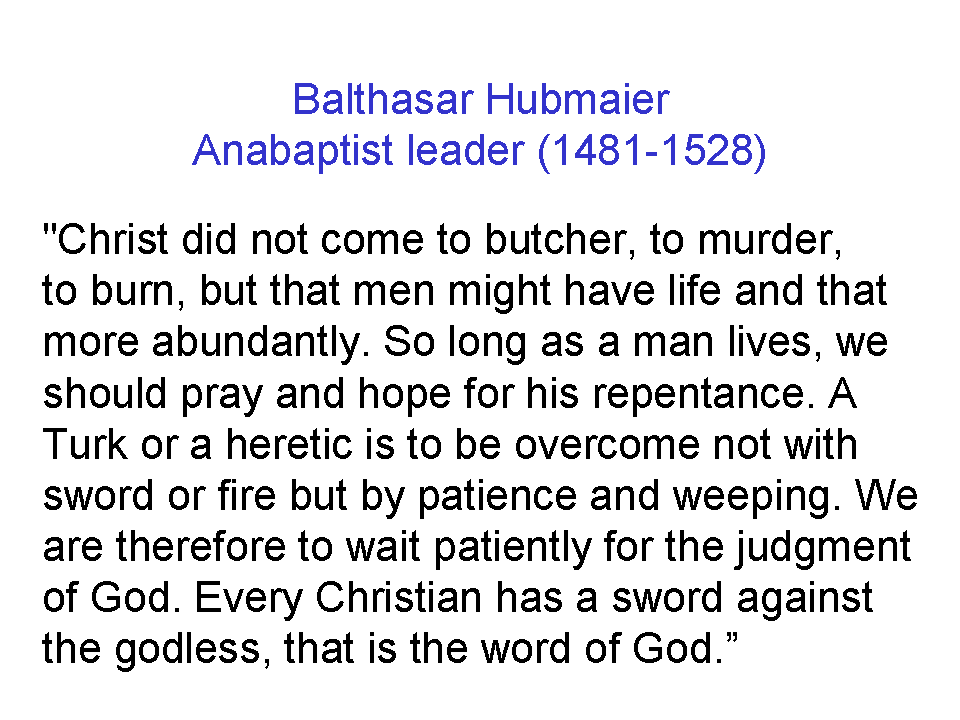 Balthasar Hubmaier
Anabaptist leader (1481-1528)
"Christ did not come to butcher, to murder,
to burn, but that men might have life and that
more abundantly. So long as a man lives, we
should pray and hope for his repentance. A
Turk or a heretic is to be overcome not with
sword or fire but by patience and weeping. We
are therefore to wait patiently for the judgment
of God. Every Christian has a sword against
the godless, that is the word of God.”